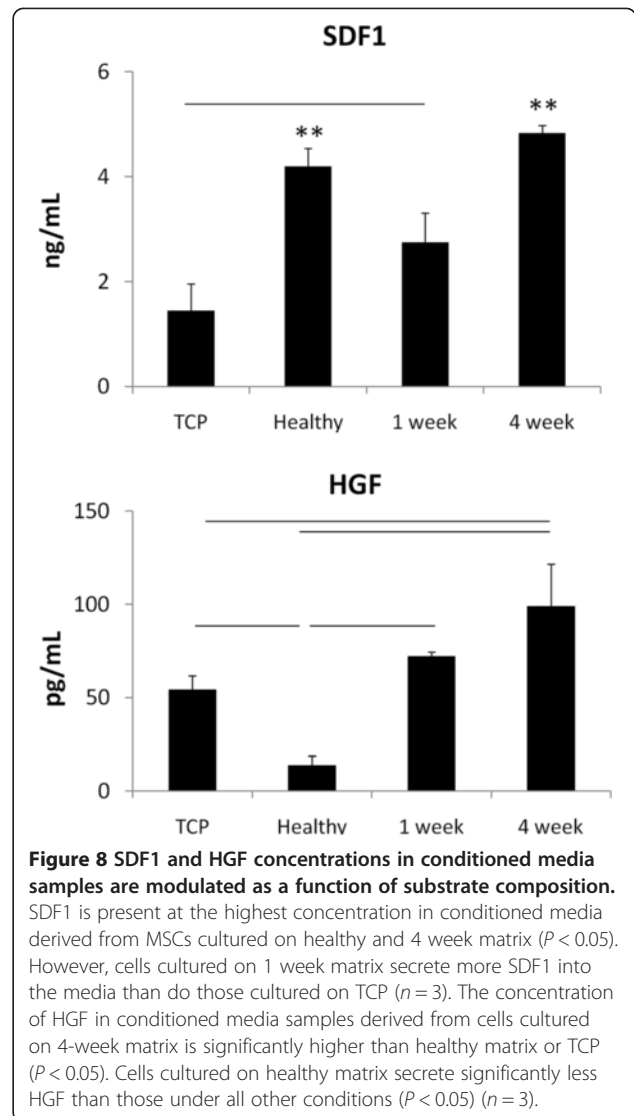 SDF1
6
**
**
4
ng/mL
2
0
TCP Healthy 1 week 4 week
HGF
150
100
pg/mL
50
0
TCP Healthy 1 week 4 week
Figure 8 SDF1 and HGF concentrations in conditioned media
samples are modulated as a function of substrate composition.
SDF1 is present at the highest concentration in conditioned media
derived from MSCs cultured on healthy and 4 week matrix (P < 0.05).
However, cells cultured on 1 week matrix secrete more SDF1 into
the media than do those cultured on TCP (n = 3). The concentration
of HGF in conditioned media samples derived from cells cultured
on 4-week matrix is significantly higher than healthy matrix or TCP
(P < 0.05). Cells cultured on healthy matrix secrete significantly less
HGF than those under all other conditions (P < 0.05) (n = 3).